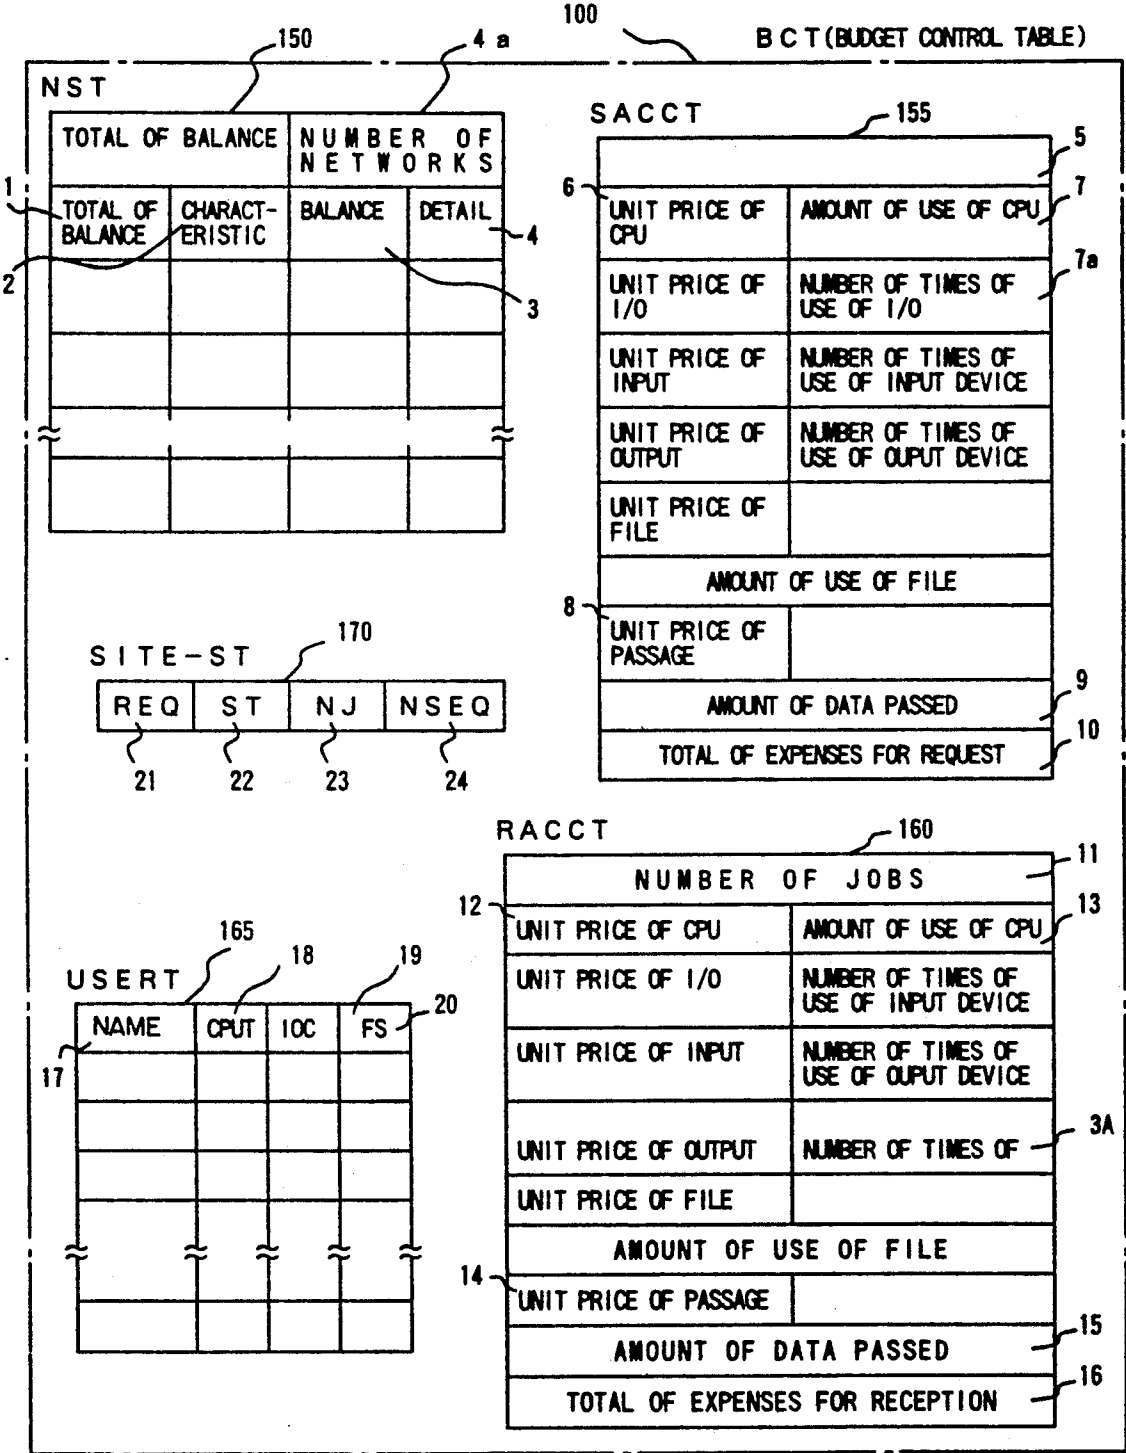 100
BCT(BUDGET CONTROL TABLE)
NST
150
4a
TOTAL OF BALANCE
NUMBER OF
NETWORKS
1
TOTAL OF
BALANCE
CHARACT-
ERISTIC
BALANCE
DETAIL
4
2
3
SACCT
155
5
6
UNIT PRICE OF
CPU
AMOUNT OF USE OF CPU
7
UNIT PRICE OF
I/O
NUMBER OF TIMES OF
USE OF I/O
7a
UNIT PRICE OF
INPUT
NUMBER OF TIMES OF
USE OF INPUT DEVICE
UNIT PRICE OF
OUTPUT
NUMBER OF TIMES OF
USE OF OUPUT DEVICE
UNIT PRICE OF
FILE
AMOUNT OF USE OF FILE
8
UNIT PRICE OF
PASSAGE
AMOUNT OF DATA PASSED
9
TOTAL OF EXPENSES FOR REQUEST
10
SITE-ST
170
REQ
ST
NJ
NSEQ
21
22
23
24
RACCT
160
NUMBER OF JOBS
11
12
UNIT PRICE OF CPU
AMOUNT OF USE OF CPU
13
UNIT PRICE OF I/O
NUMBER OF TIMES OF
USE OF INPUT DEVICE
UNIT PRICE OF INPUT
NUMBER OF TIMES OF
USE OF OUPUT DEVICE
UNIT PRICE OF OUTPUT
NUMBER OF TIMES OF
3A
UNIT PRICE OF FILE
AMOUNT OF USE OF FILE
14
UNIT PRICE OF PASSAGE
AMOUNT OF DATA PASSED
15
TOTAL OF EXPENSES FOR RECEPTION
16
USERT
165
18
19
NAME
CPUT
IOC
FS
20
17